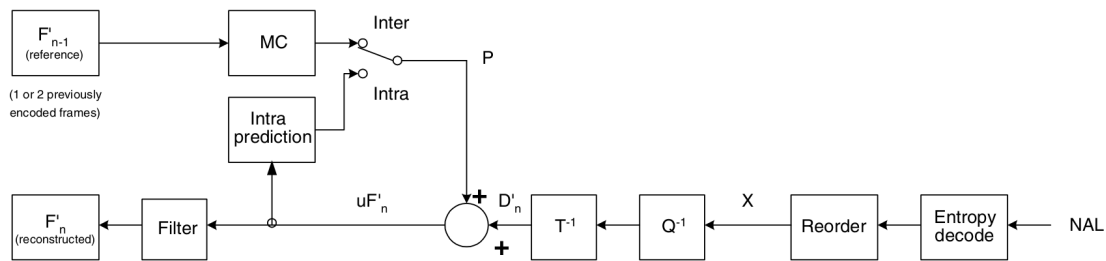 F'n-1
(reference)
MC
Inter
P
Intra
(1 or 2 previously
encoded frames)
Intra
prediction
F'n
(reconstructed)
Filter
uF'n
+
D'n
+
T-1
Q-1
X
Reorder
Entropy
decode
NAL